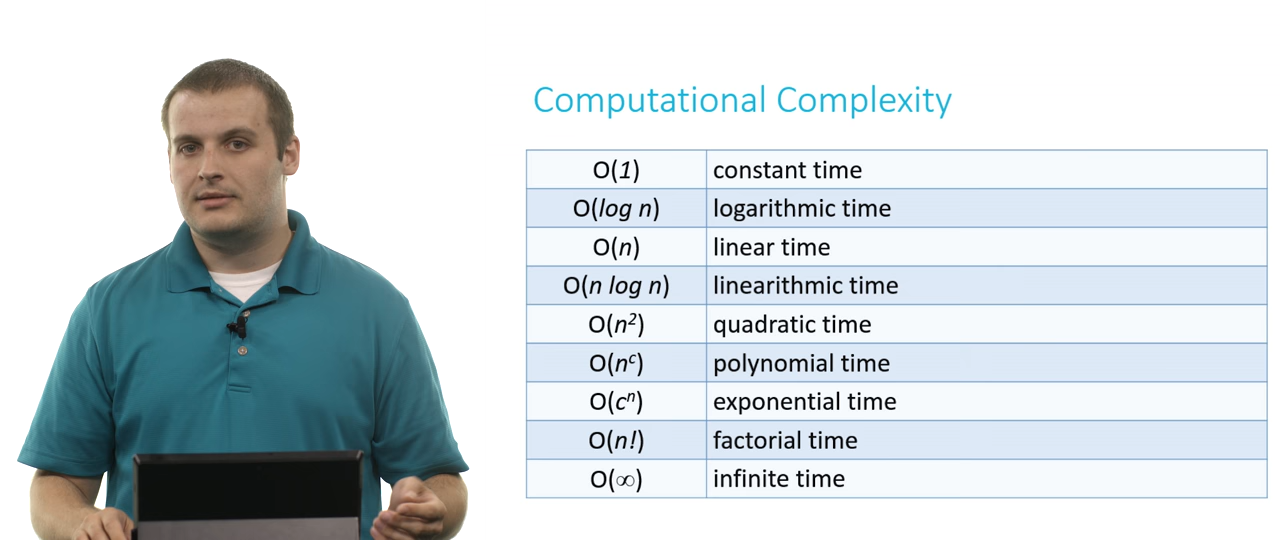 Computational Complexity
O(1) constant time
O(log n) logarithmic time
O(n) linear time
O(n log n) linearithmic time
O(n²) quadratic time
O(nᶜ) polynomial time
O(cⁿ) exponential time
O(n!) factorial time
O(∞) infinite time